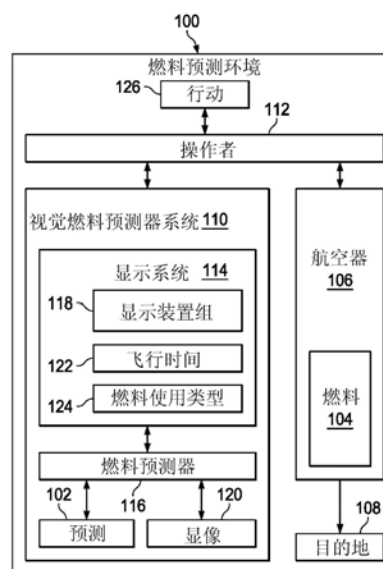 100
燃料预测环境
126
行动
112
操作者
视觉燃料预测器系统 110
显示系统 114
118
显示装置组
122
飞行时间
124
燃料使用类型
燃料预测器
102
116
120
预测
显像
航空器
106
燃料
104
108
目的地